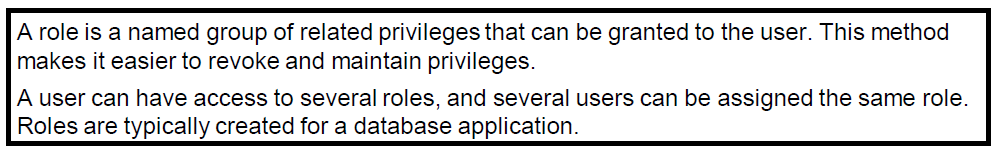 A role is a named group of related privileges that can be granted to the user. This method
makes it easier to revoke and maintain privileges.
A user can have access to several roles, and several users can be assigned the same role.
Roles are typically created for a database application.